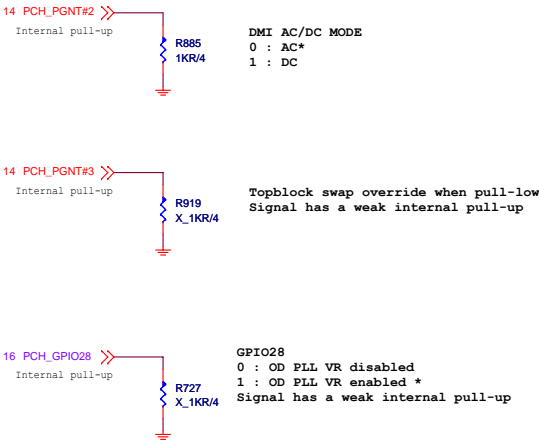 14 PCH_PGNT#2
Internal pull-up
R885
1KR/4
DMI AC/DC MODE
0 : AC*
1 : DC
14 PCH_PGNT#3
Internal pull-up
R919
X_1KR/4
Topblock swap override when pull-low
Signal has a weak internal pull-up
16 PCH_GPIO28
Internal pull-up
R727
X_1KR/4
GPIO28
0 : OD PLL VR disabled
1 : OD PLL VR enabled *
Signal has a weak internal pull-up